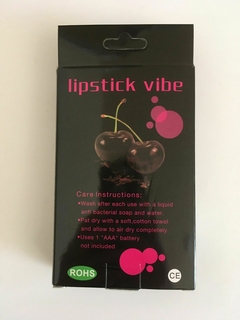 lipstick vibe
Care Instructions:
•Wash after each use with a liquid
anti bacterial soap and water.
•Pat dry with a soft.cotton towel
and allow to air dry completely
•Uses 1 "AAA" battery
not included
ROHS
CE